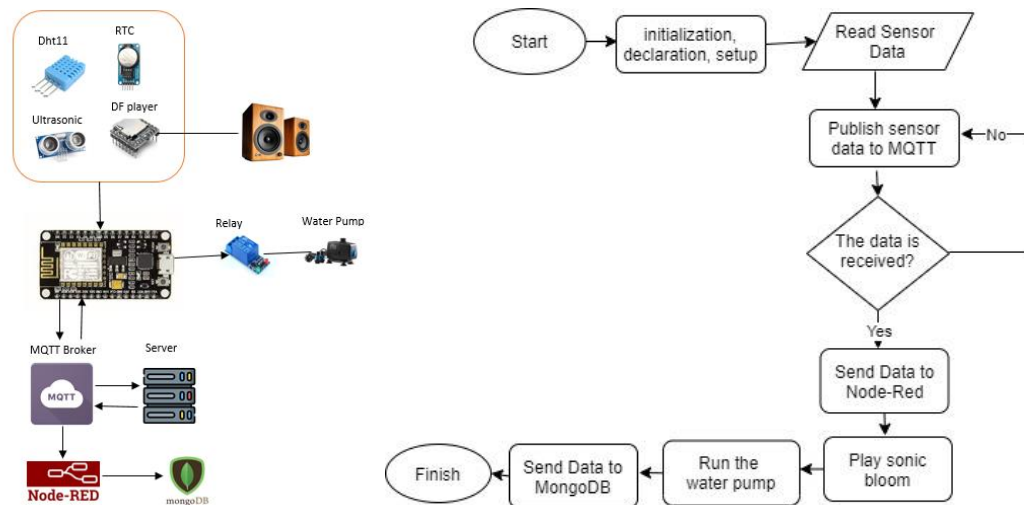 Dht11
RTC
Ultrasonic
DF player
Relay
Water Pump
MQTT Broker
Server
MQTT
Node-RED
mongoDB
Start
initialization,
declaration, setup
Read Sensor
Data
Publish sensor
data to MQTT
No
The data is
received?
Yes
Send Data to
Node-Red
Play sonic
bloom
Run the
water pump
Send Data to
MongoDB
Finish